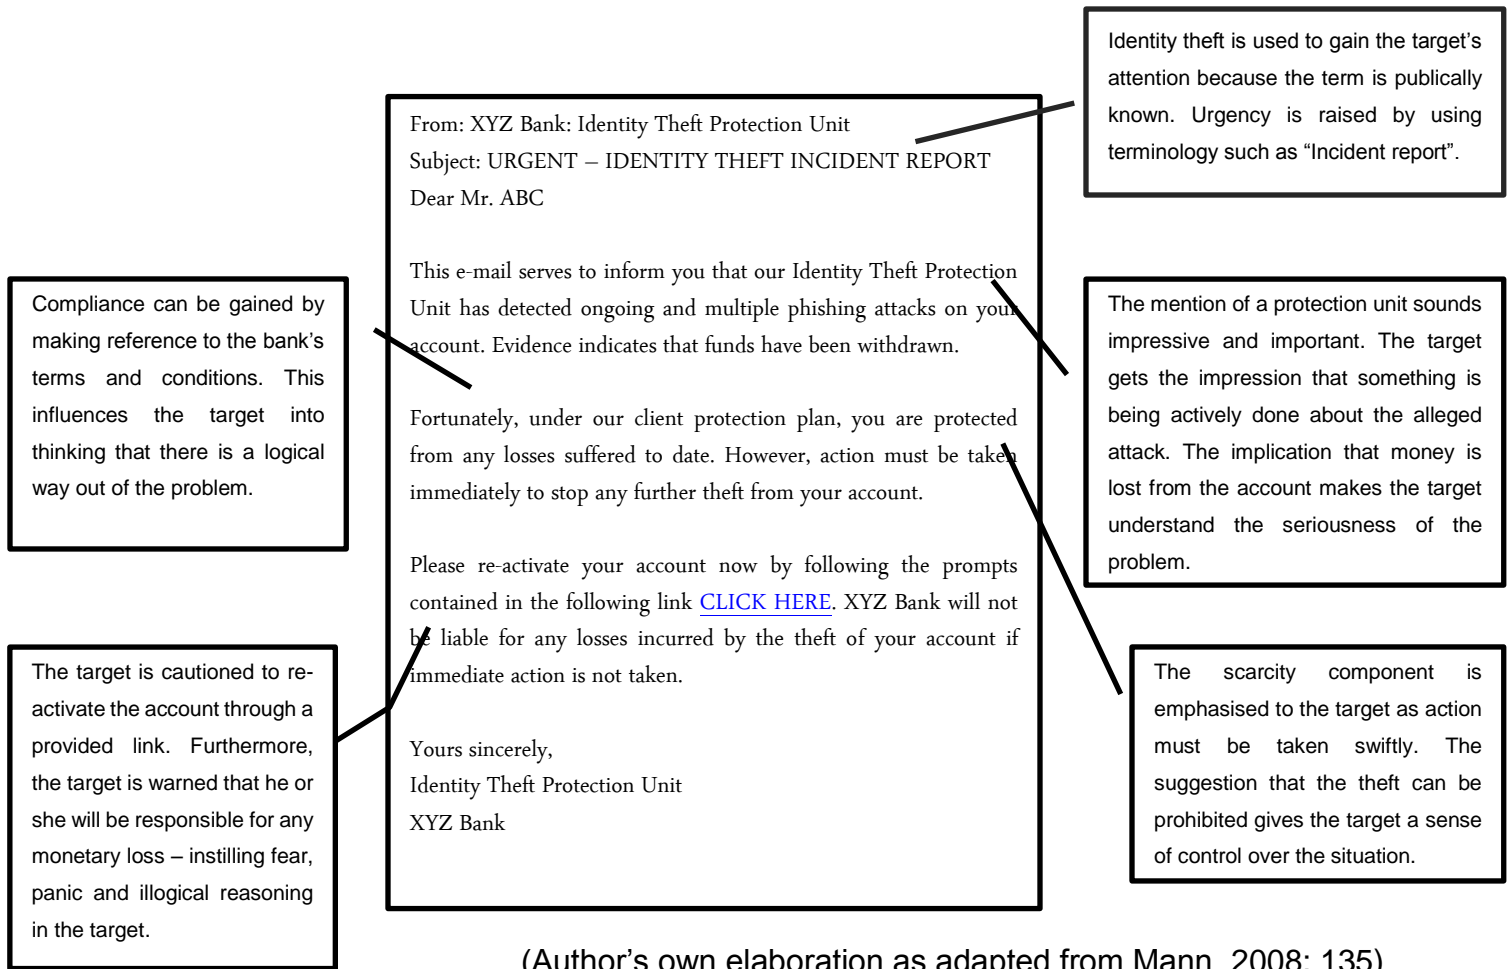 Identity theft is used to gain the target’s
attention because the term is publically
known. Urgency is raised by using
terminology such as “Incident report”.
From: XYZ Bank: Identity Theft Protection Unit
Subject: URGENT – IDENTITY THEFT INCIDENT REPORT
Dear Mr. ABC
This e-mail serves to inform you that our Identity Theft Protection
Unit has detected ongoing and multiple phishing attacks on your
account. Evidence indicates that funds have been withdrawn.
Fortunately, under our client protection plan, you are protected
from any losses suffered to date. However, action must be taken
immediately to stop any further theft from your account.
Please re-activate your account now by following the prompts
contained in the following link CLICK HERE. XYZ Bank will not
be liable for any losses incurred by the theft of your account if
immediate action is not taken.
Yours sincerely,
Identity Theft Protection Unit
XYZ Bank
Compliance can be gained by
making reference to the bank’s
terms and conditions. This
influences the target into
thinking that there is a logical
way out of the problem.
The mention of a protection unit sounds
impressive and important. The target
gets the impression that something is
being actively done about the alleged
attack. The implication that money is
lost from the account makes the target
understand the seriousness of the
problem.
The target is cautioned to re-
activate the account through a
provided link. Furthermore,
the target is warned that he or
she will be responsible for any
monetary loss – instilling fear,
panic and illogical reasoning
in the target.
The scarcity component is
emphasised to the target as action
must be taken swiftly. The
suggestion that the theft can be
prohibited gives the target a sense
of control over the situation.
(Author’s own elaboration as adapted from Mann, 2008: 135)